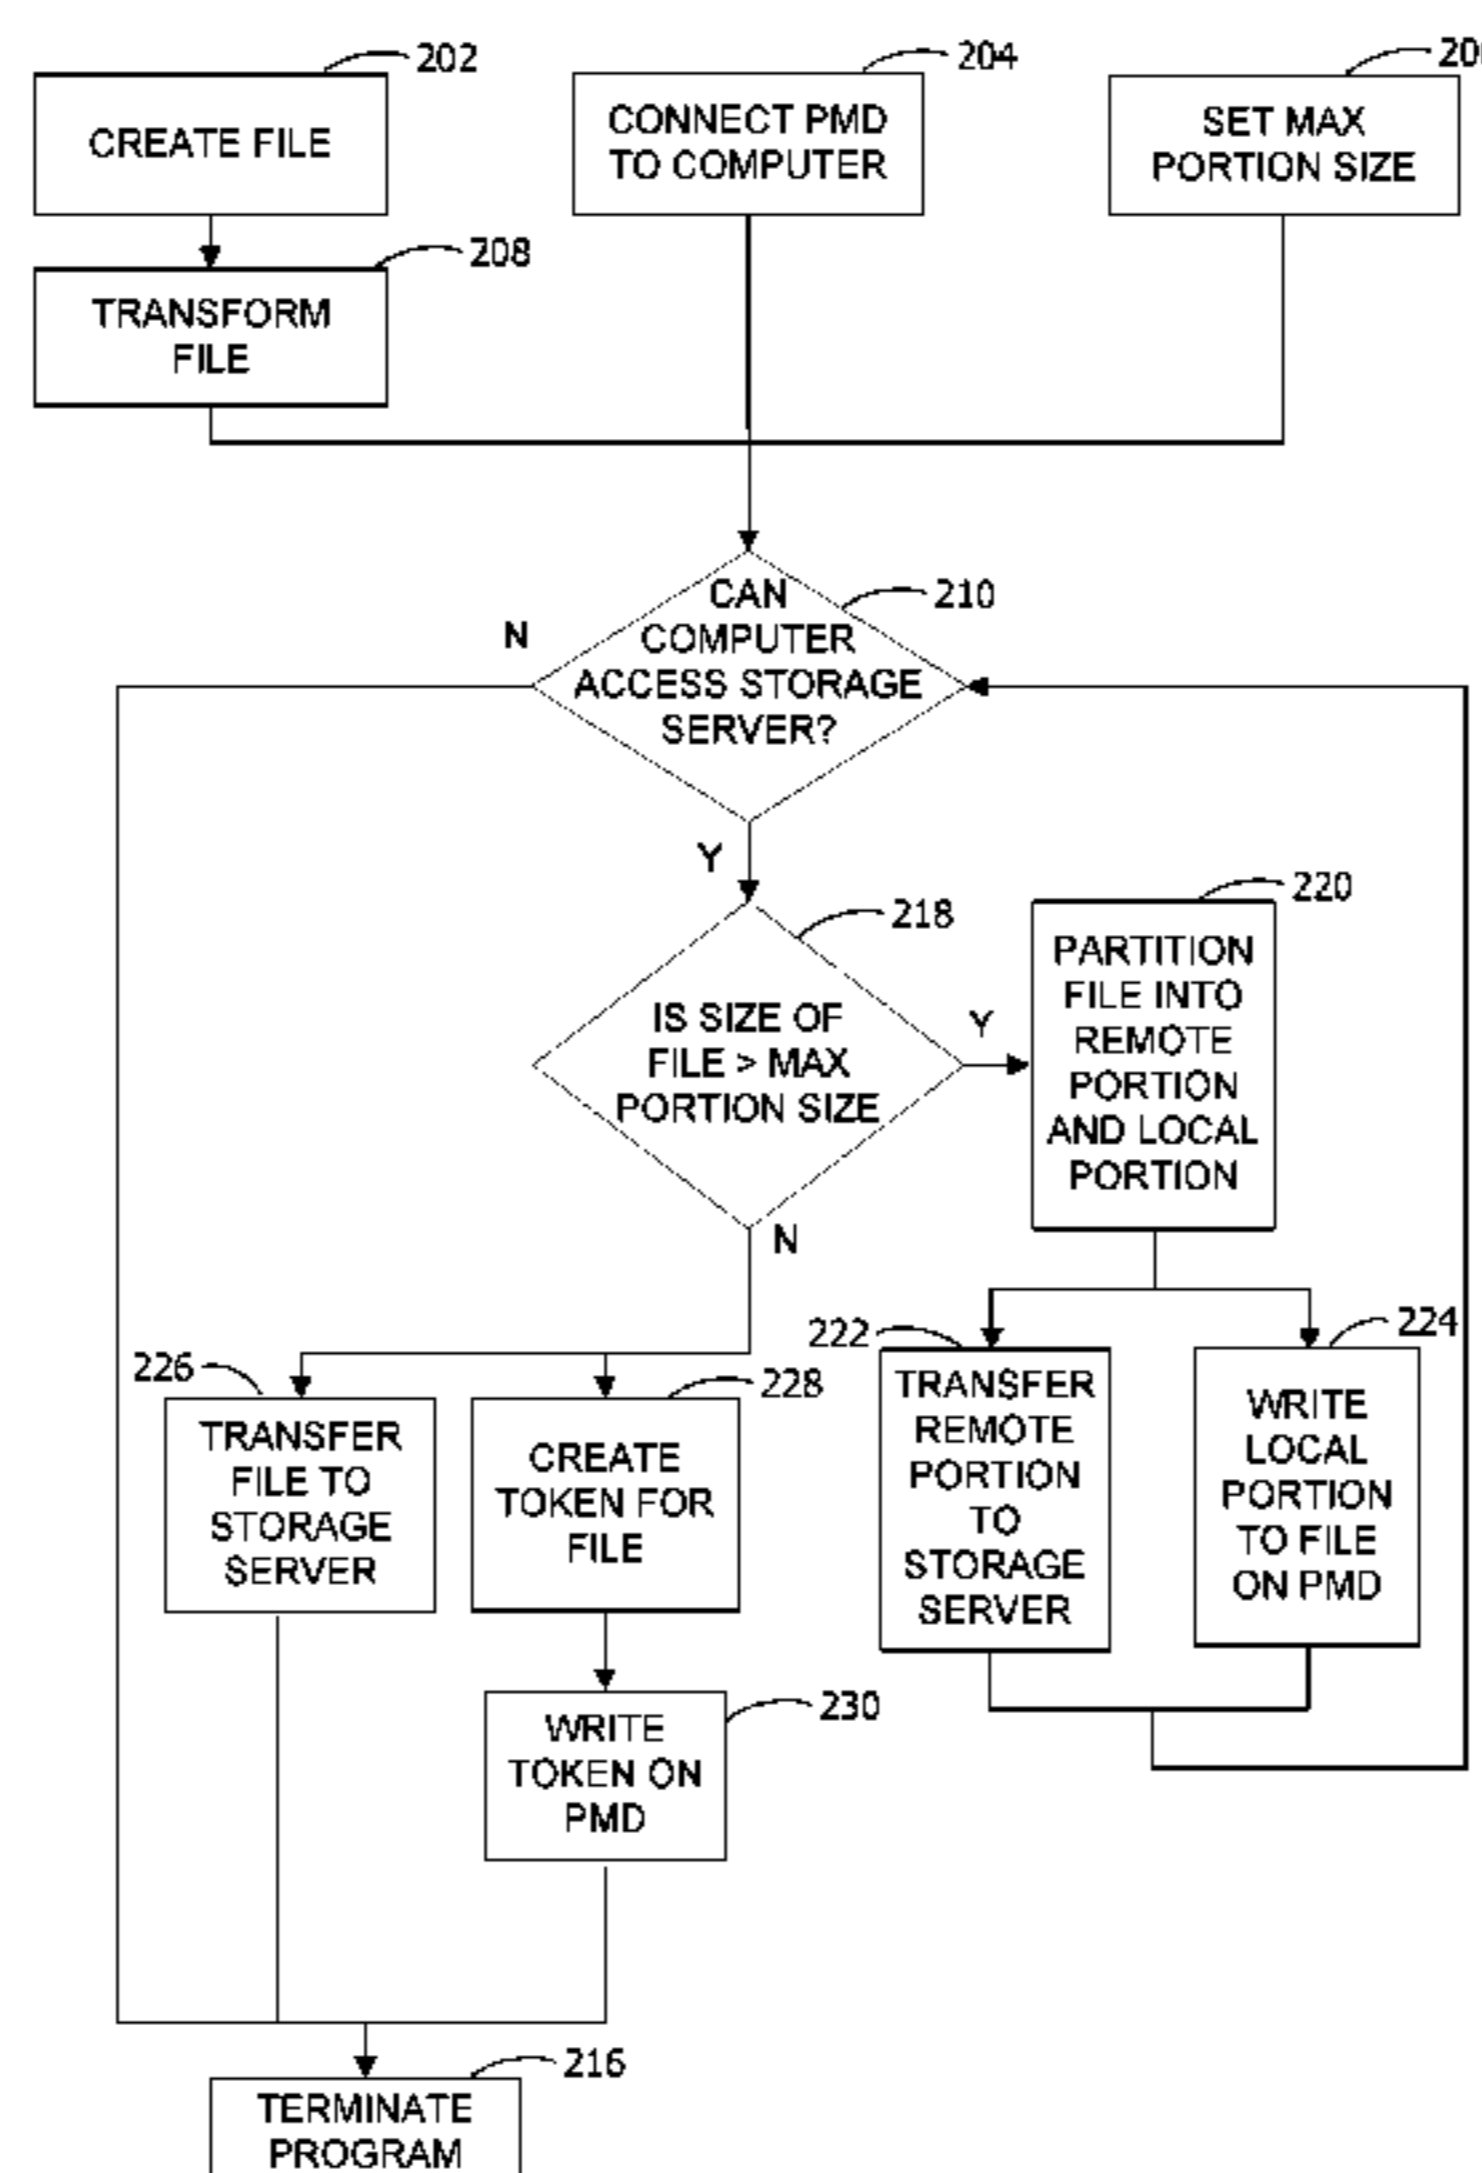 202
CREATE FILE
204
CONNECT PMD
TO COMPUTER
SET MAX
PORTION SIZE
208
TRANSFORM
FILE
210
CAN
COMPUTER
ACCESS STORAGE
SERVER?
N
Y
218
IS SIZE OF
FILE > MAX
PORTION SIZE
Y
N
220
PARTITION
FILE INTO
REMOTE
PORTION
AND LOCAL
PORTION
222
TRANSFER
REMOTE
PORTION
TO
STORAGE
SERVER
224
WRITE
LOCAL
PORTION
TO FILE
ON PMD
226
TRANSFER
FILE TO
STORAGE
SERVER
228
CREATE
TOKEN FOR
FILE
230
WRITE
TOKEN ON
PMD
216
TERMINATE
PROGRAM